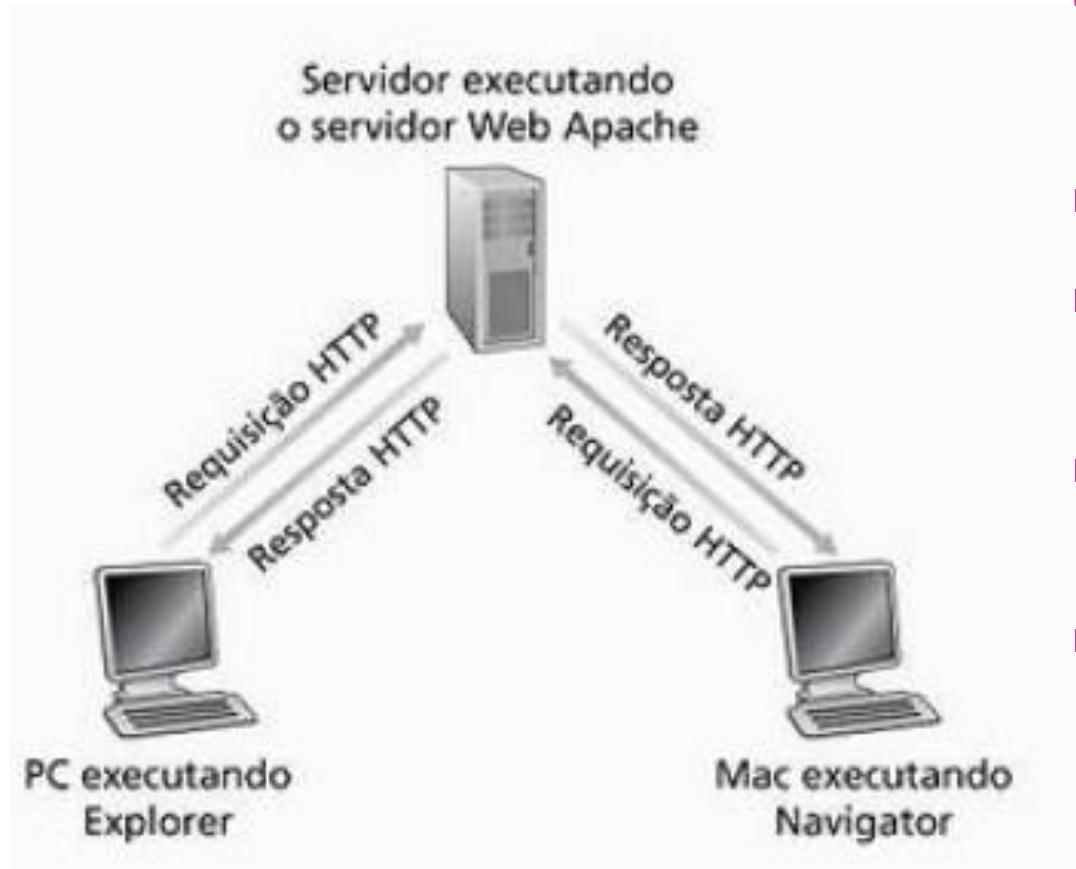 Servidor executando
o servidor Web Apache
Requisição HTTP
Resposta HTTP
Resposta HTTP
Requisição HTTP
PC executando
Explorer
Mac executando
Navigator